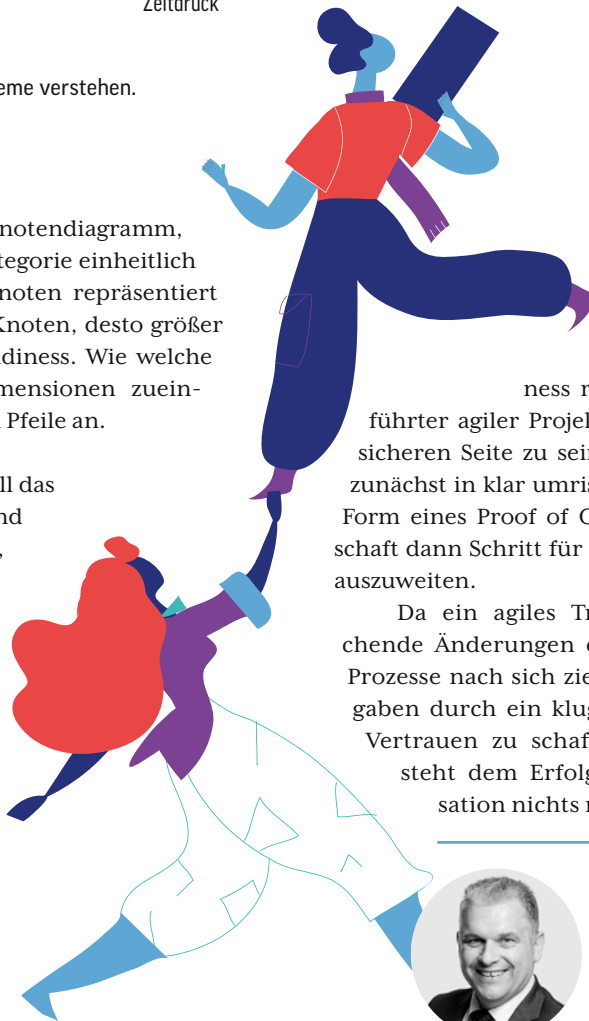 Zeitdruck
eme verstehen.
notendiagramm,
tegorie einheitlich
noten repräsentiert
Knoten, desto größer
diness. Wie welche
mensionen zuein-
Pfeile an.
ll das
nd
ness
führter agiler Projek
sicheren Seite zu sein
zunächst in klar umris
Form eines Proof of
schaft dann Schritt für
auszuweiten.
Da ein agiles Tr
chende Änderungen
Prozesse nach sich zie
gaben durch ein klug
Vertrauen zu schaf
steht dem Erfolg
sation nichts